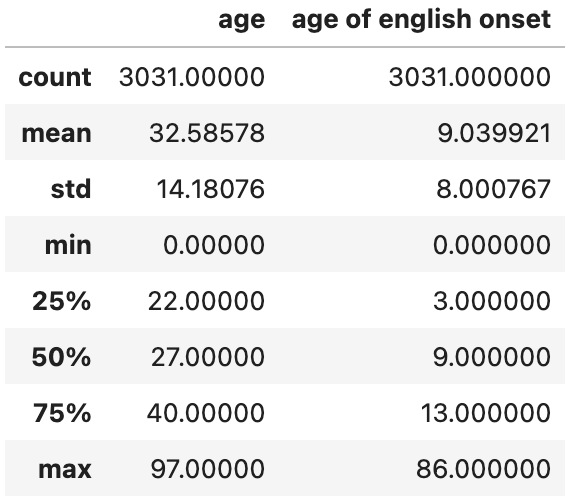 age age of english onset
count 3031.00000 3031.000000
mean 32.58578 9.039921
std 14.18076 8.000767
min 0.00000 0.000000
25% 22.00000 3.000000
50% 27.00000 9.000000
75% 40.00000 13.000000
max 97.00000 86.000000